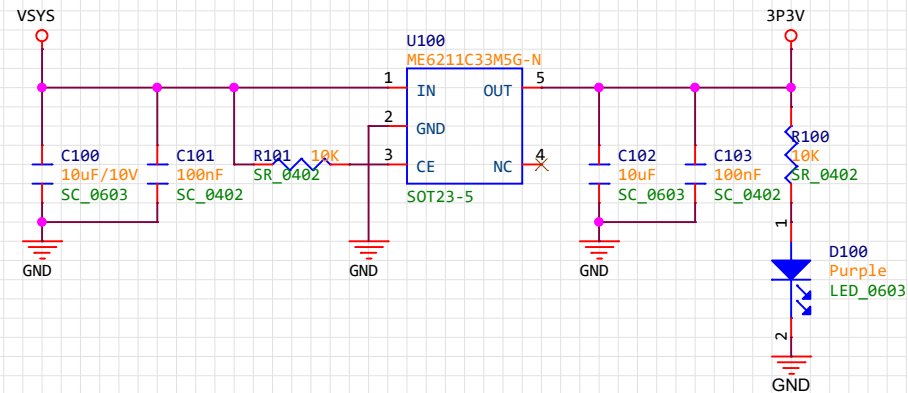 VSYS
3P3V
U100
ME6211C33M5G-N
1
IN
OUT
5
2
GND
3
CE
NC
4
SOT23-5
C100
10uF/10V
SC_0603
C101
100nF
SC_0402
R101 10K
SR_0402
C102
10uF
SC_0603
C103
100nF
SC_0402
R100
10K
SR_0402
1
D100
Purple
LED_0603
2
GND
GND
GND
GND